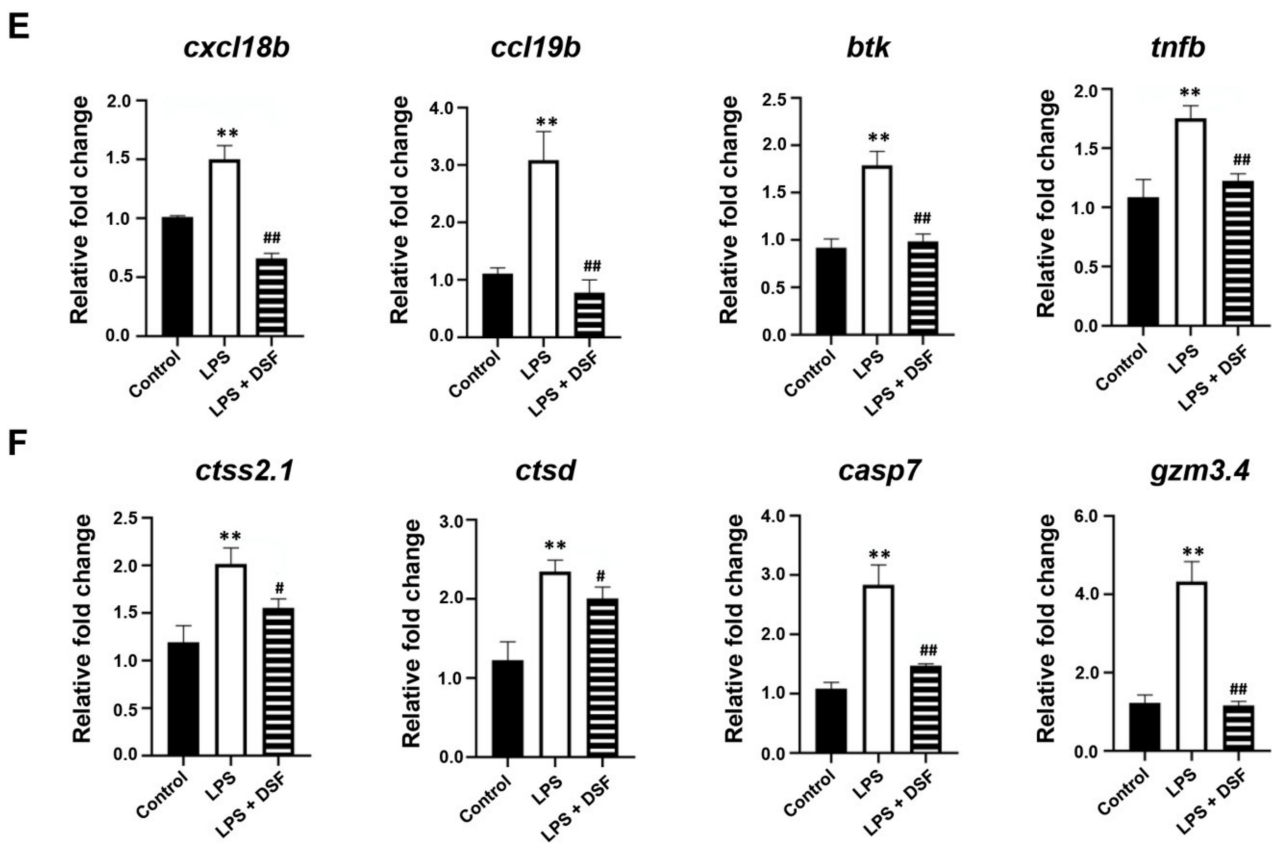 E
cxcl18b
ccl19b
btk
tnfb
Relative fold change
2.0
1.5
1.0
0.5
0.0
**
##
Control
LPS
LPS + DSF
Relative fold change
4.0
3.0
2.0
1.0
0.0
**
##
Control
LPS
LPS + DSF
Relative fold change
2.5
2.0
1.5
1.0
0.5
0.0
**
##
Control
LPS
LPS + DSF
Relative fold change
2.0
1.5
1.0
0.5
0.0
**
##
Control
LPS
LPS + DSF
F
ctss2.1
ctsd
casp7
gzm3.4
Relative fold change
2.5
2.0
1.5
1.0
0.5
0.0
**
#
Control
LPS
LPS + DSF
Relative fold change
3.0
2.0
1.0
0.0
**
#
Control
LPS
LPS + DSF
Relative fold change
4.0
3.0
2.0
1.0
0.0
**
##
Control
LPS
LPS + DSF
Relative fold change
6.0
4.0
2.0
0.0
**
##
Control
LPS
LPS + DSF